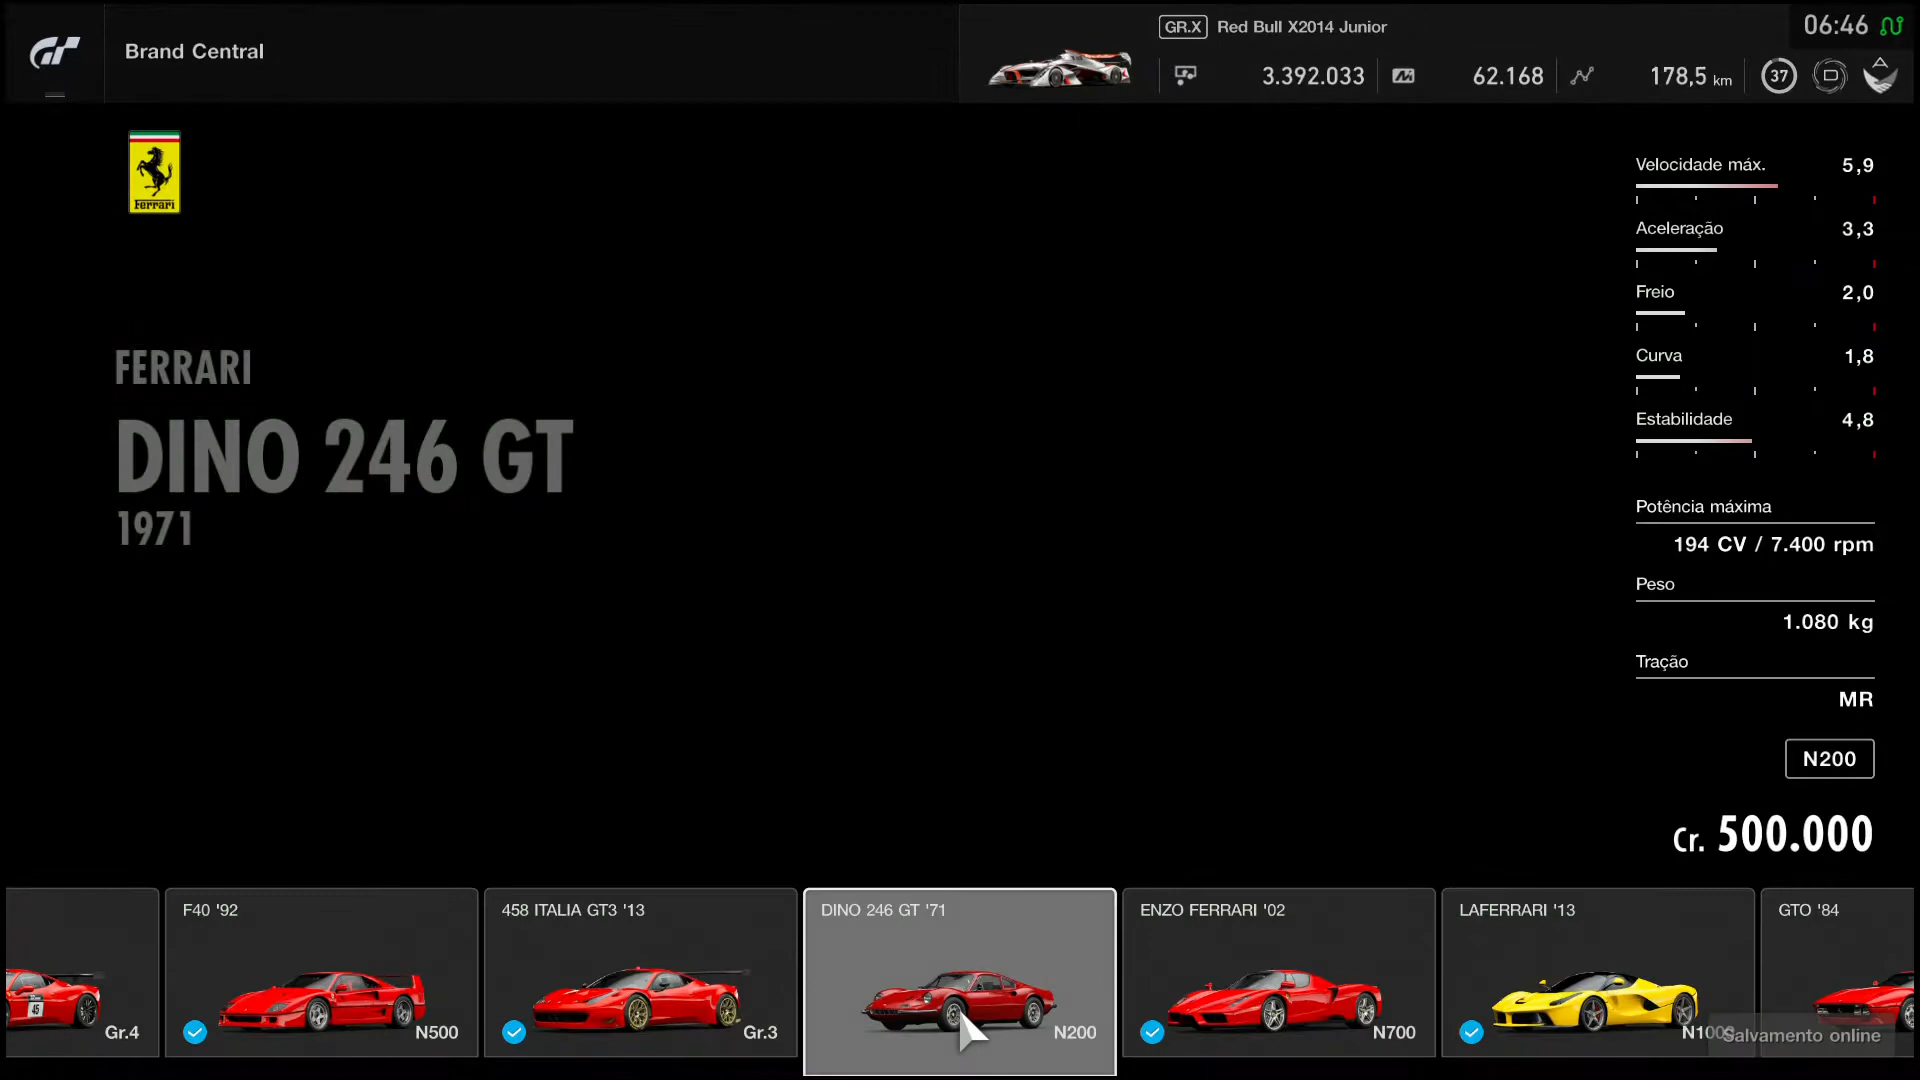 Brand Central
GR.X Red Bull X2014 Junior
3.392.033
62.168
178,5 km
37
06:46
Ferrari
FERRARI
DINO 246 GT
1971
Velocidade máx. 5,9
Aceleração 3,3
Freio 2,0
Curva 1,8
Estabilidade 4,8
Potência máxima
194 CV / 7.400 rpm
Peso
1.080 kg
Tração
MR
N200
Cr. 500.000
45
Gr.4
F40 '92
N500
458 ITALIA GT3 '13
Gr.3
DINO 246 GT '71
N200
ENZO FERRARI '02
N700
LAFERRARI '13
N1000
GTO '84
Salvamento online